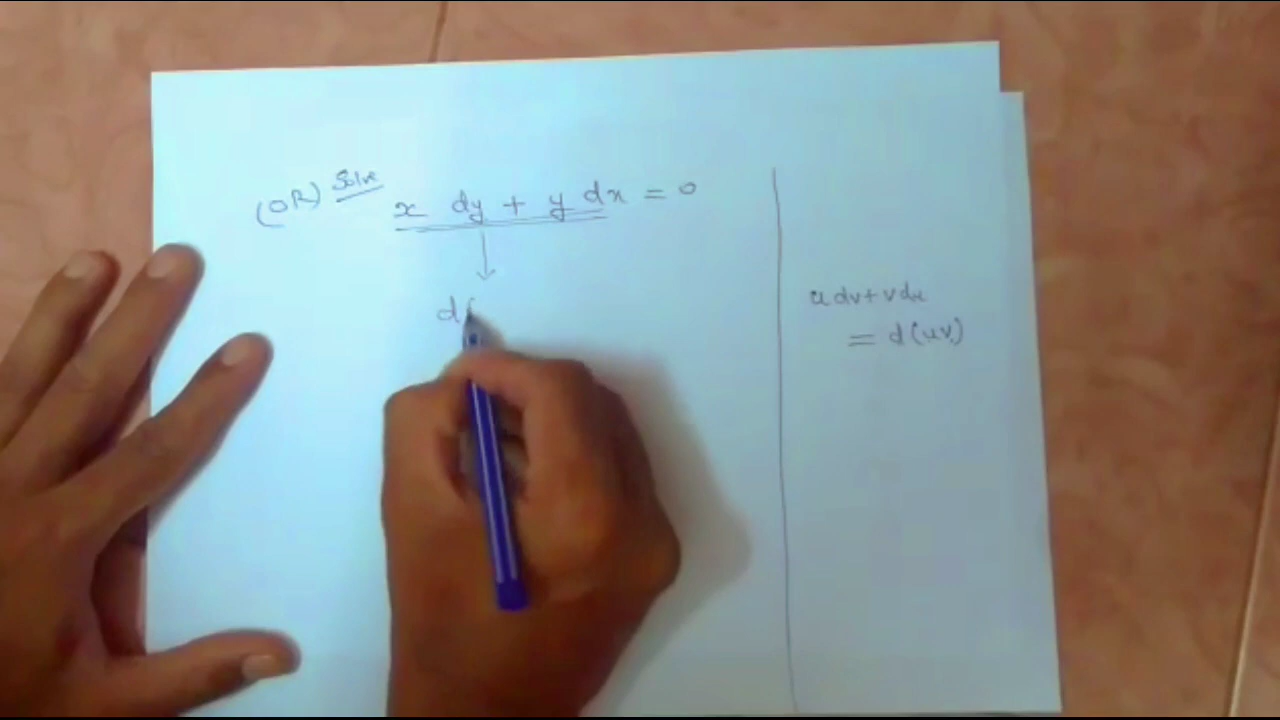 (OR) Solve x dy + y dx = 0
d(
u dv + v du
= d(uv)